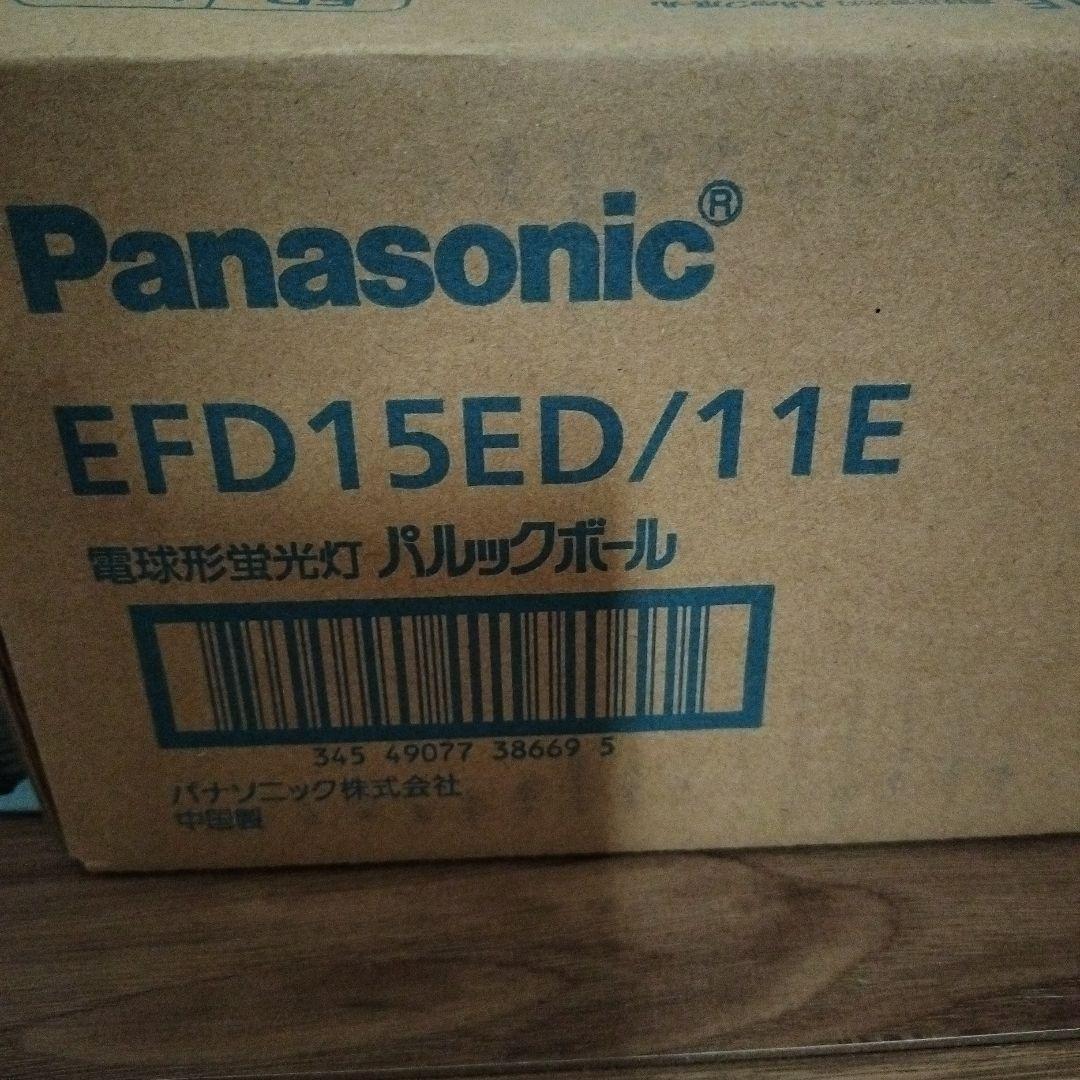 Panasonic®
EFD15ED/11E
電球形蛍光灯 パルックボール
345 49077 38669 5
パナソニック株式会社
中国製